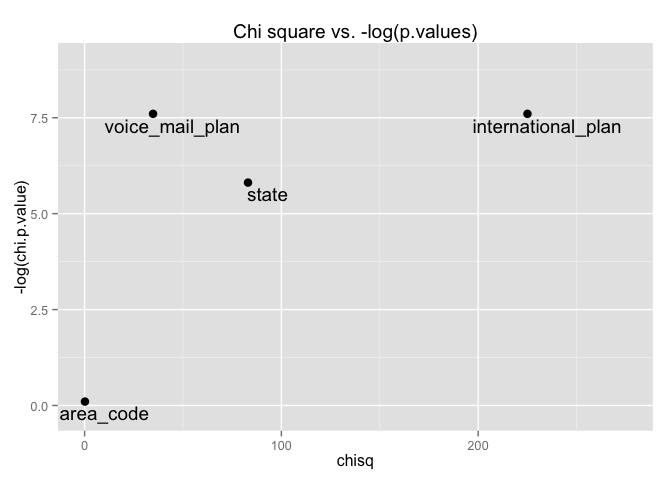 Chi square vs. -log(p.values)
-log(chi.p.value)
7.5
5.0
2.5
0.0
voice_mail_plan
international_plan
state
area_code
0
100
200
chisq